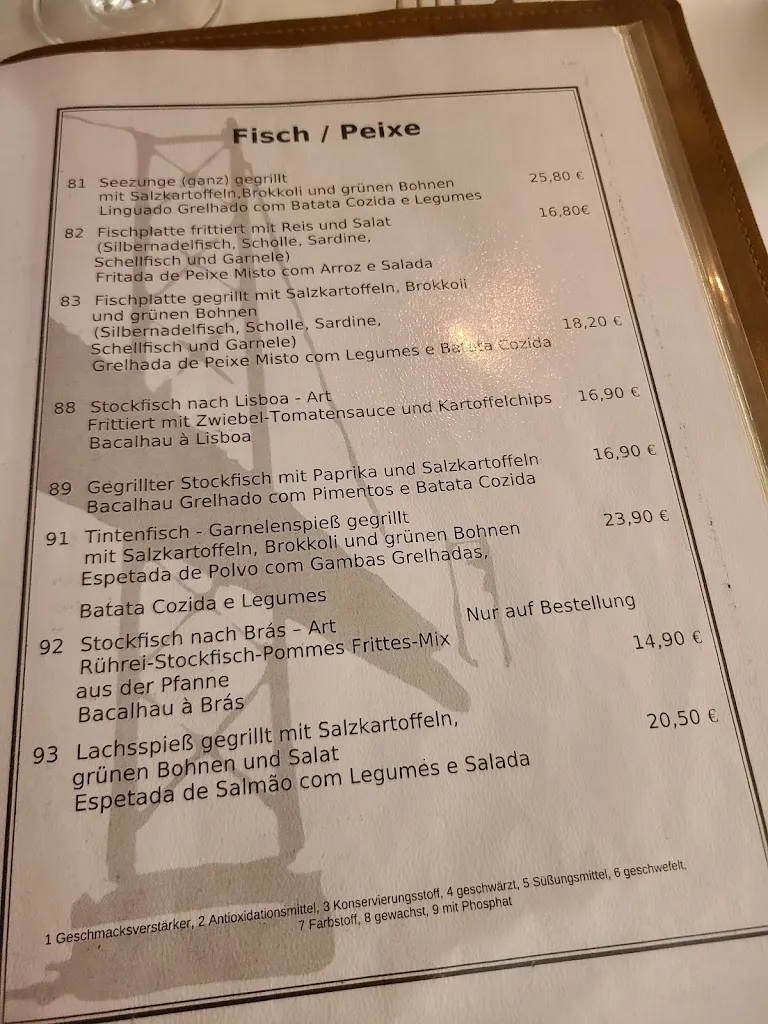 Fisch / Peixe
81 Seezunge (ganz) gegrillt 25,80 €
mit Salzkartoffeln,Brokkoli und grünen Bohnen
Linguado Grelhado com Batata Cozida e Legumes
82 Fischplatte frittiert mit Reis und Salat 16,80€
(Silbernadelfisch, Scholle, Sardine,
Schellfisch und Garnele)
Fritada de Peixe Misto com Arroz e Salada
83 Fischplatte gegrillt mit Salzkartoffeln, Brokkoli
und grünen Bohnen
(Silbernadelfisch, Scholle, Sardine,
Schellfisch und Garnele) 18,20 €
Grelhada de Peixe Misto com Legumes e Batata Cozida
88 Stockfisch nach Lisboa - Art
Frittiert mit Zwiebel-Tomatensauce und Kartoffelchips 16,90 €
Bacalhau à Lisboa
89 Gegrillter Stockfisch mit Paprika und Salzkartoffeln 16,90 €
Bacalhau Grelhado com Pimentos e Batata Cozida
91 Tintenfisch - Garnelenspieß gegrillt 23,90 €
mit Salzkartoffeln, Brokkoli und grünen Bohnen
Espetada de Polvo com Gambas Grelhadas,
Batata Cozida e Legumes
Nur auf Bestellung
92 Stockfisch nach Brás – Art 14,90 €
Rührei-Stockfisch-Pommes Frittes-Mix
aus der Pfanne
Bacalhau à Brás
93 Lachsspieß gegrillt mit Salzkartoffeln, 20,50 €
grünen Bohnen und Salat
Espetada de Salmão com Legumes e Salada
1 Geschmacksverstärker, 2 Antioxidationsmittel, 3 Konservierungsstoff, 4 geschwärzt, 5 Süßungsmittel, 6 geschwefelt,
7 Farbstoff, 8 gewachst, 9 mit Phosphat